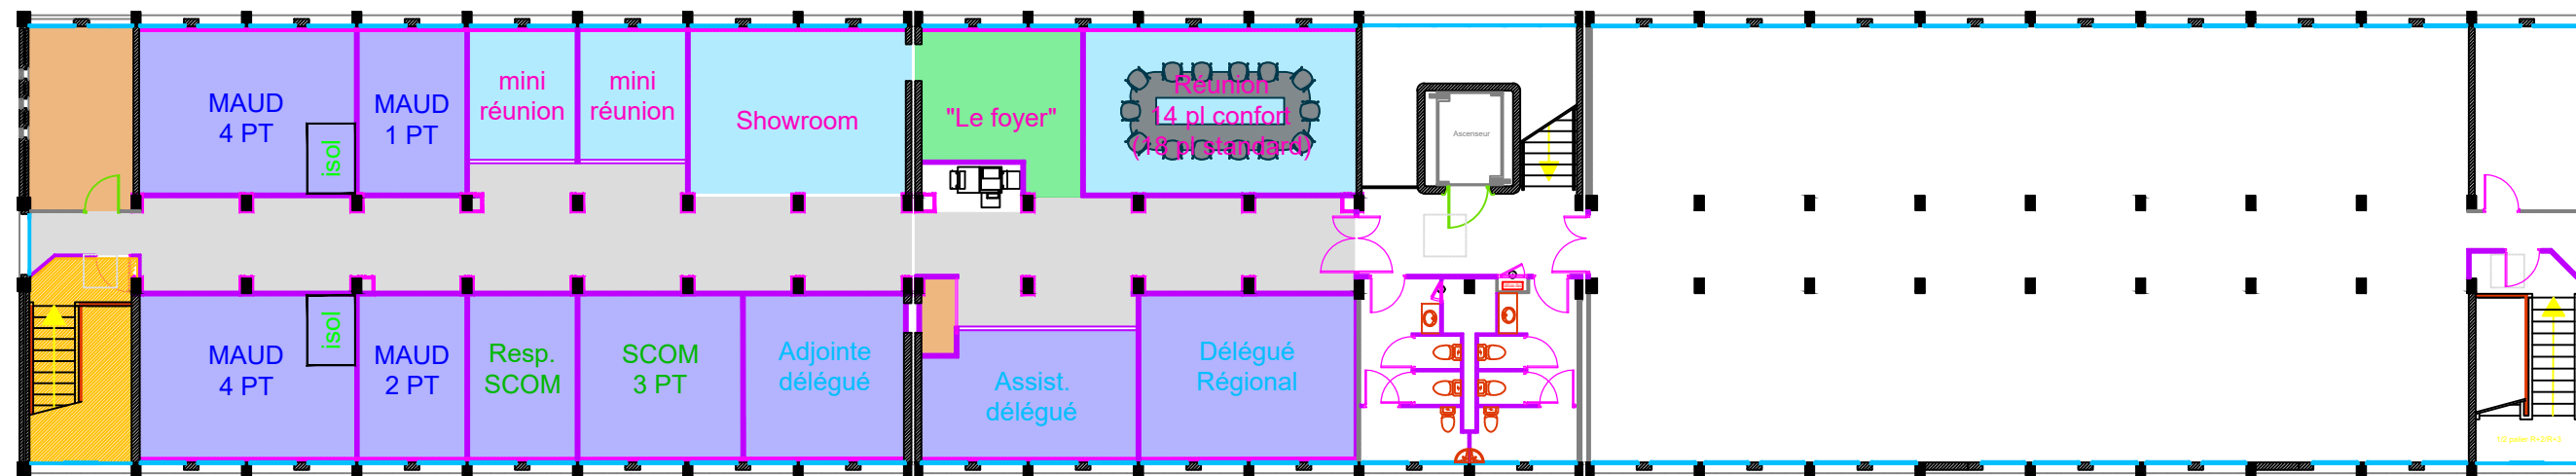 MAUD
4 PT
isol
MAUD
1 PT
mini
réunion
mini
réunion
Showroom
"Le foyer"
Réunion
14 pl confort
(18 pl standard)
Ascenseur
MAUD
4 PT
isol
MAUD
2 PT
Resp.
SCOM
SCOM
3 PT
Adjointe
délégué
Assist.
délégué
Délégué
Régional